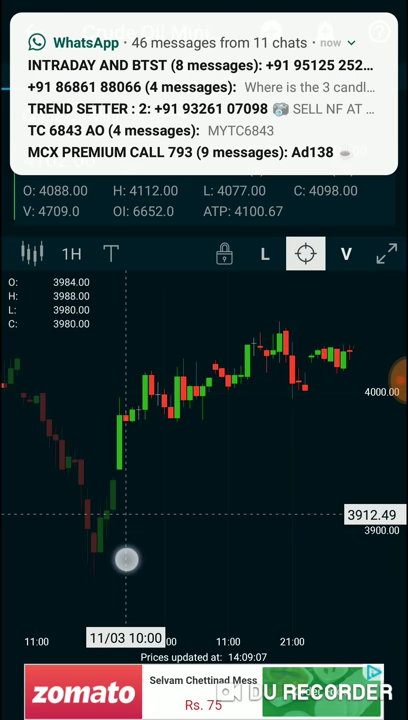 WhatsApp · 46 messages from 11 chats · now
INTRADAY AND BTST (8 messages): +91 95125 252...
+91 86861 88066 (4 messages): Where is the 3 candl...
TREND SETTER : 2: +91 93261 07098 📷 SELL NF AT ...
TC 6843 AO (4 messages): MYTC6843
MCX PREMIUM CALL 793 (9 messages): Ad138 ☕
O: 4088.00 H: 4112.00 L: 4077.00 C: 4098.00
V: 4709.0 OI: 6652.0 ATP: 4100.67
1H T L V
O: 3984.00
H: 3988.00
L: 3980.00
C: 3980.00
4000.00
3912.49
3900.00
11:00 11/03 10:00 :00 11:00 21:00
Prices updated at: 14:09:07
zomato
Selvam Chettinad Mess
Rs. 75
DU RECORDER